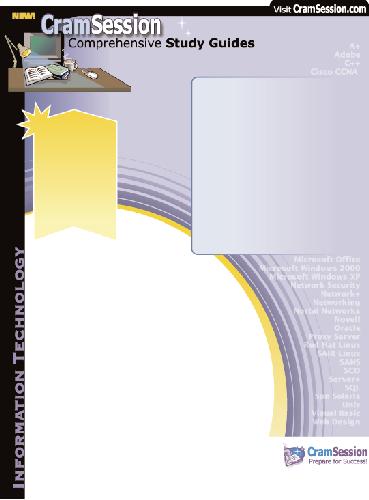 NEW!
CramSession
Comprehensive Study Guides
Visit CramSession.com
A+
Adobe
C++
Cisco CCNA
Microsoft Office
Microsoft Windows 2000
Microsoft Windows XP
Network Security
Network+
Networking
Nortel Networks
Novell
Oracle
Proxy Server
Red Hat Linux
SAIR Linux
SANS
SCO
Server+
SQL
Sun Solaris
Unix
Visual Basic
Web Design
INFORMATION TECHNOLOGY
CramSession
Prepare for Success!